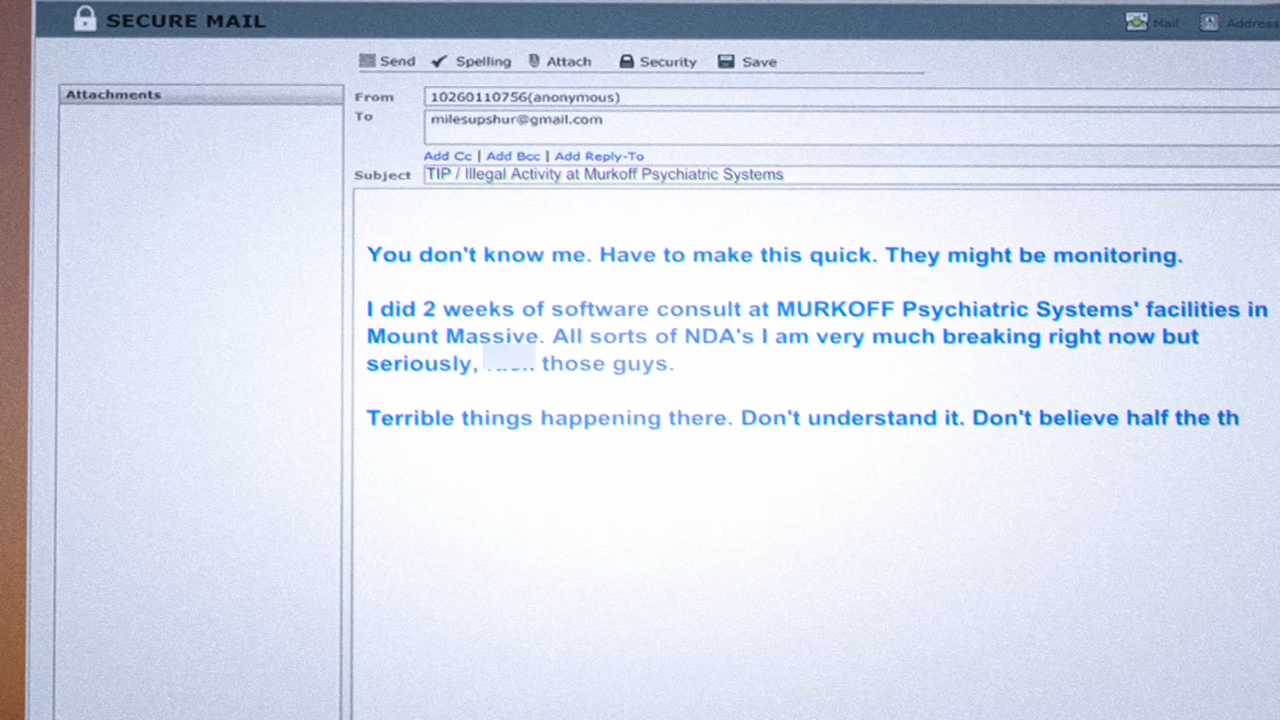 SECURE MAIL
Mail
Address
Send
Spelling
Attach
Security
Save
Attachments
From
10260110756(anonymous)
To
milesupshur@gmail.com
Add Cc | Add Bcc | Add Reply-To
Subject
TIP / Illegal Activity at Murkoff Psychiatric Systems
You don't know me. Have to make this quick. They might be monitoring.
I did 2 weeks of software consult at MURKOFF Psychiatric Systems' facilities in
Mount Massive. All sorts of NDA's I am very much breaking right now but
seriously, those guys.
Terrible things happening there. Don't understand it. Don't believe half the th